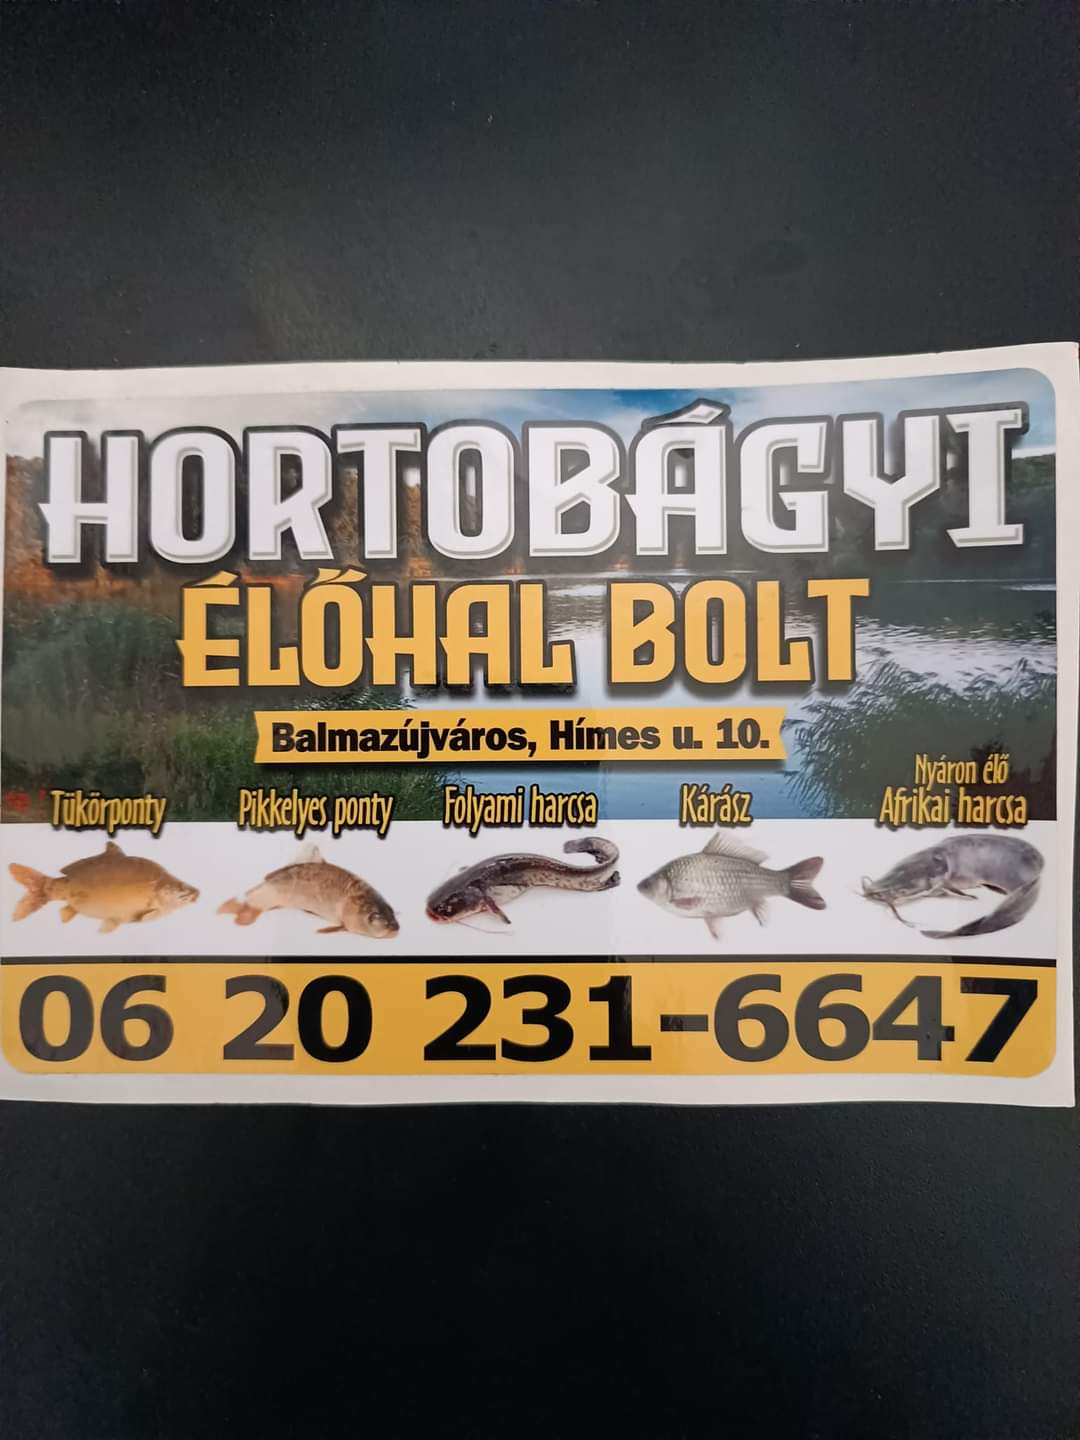 HORTOBÁGYI
ÉLŐHAL BOLT
Balmazújváros, Hímes u. 10.
Tükörponty
Pikkelyes ponty
Folyami harcsa
Kárász
Nyáron élő
Afrikai harcsa
06 20 231-6647